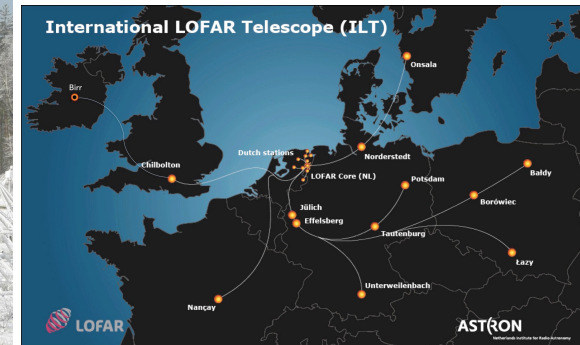 International LOFAR Telescope (ILT)
Onsala
Birr
Dutch stations
Norderstedt
Chilbolton
LOFAR Core (NL)
Potsdam
Bałdy
Borówiec
Jülich
Effelsberg
Tautenburg
Łazy
Unterweilenbach
Nançay
LOFAR
ASTRON
Netherlands Institute for Radio Astronomy